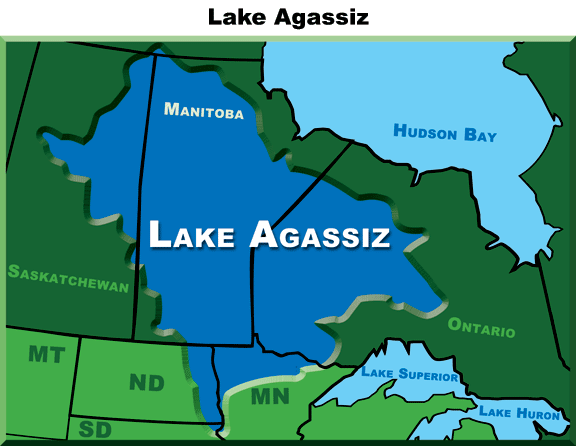 Lake Agassiz
Manitoba
Hudson Bay
Lake Agassiz
Saskatchewan
Ontario
MT
ND
MN
Lake Superior
Lake Huron
SD